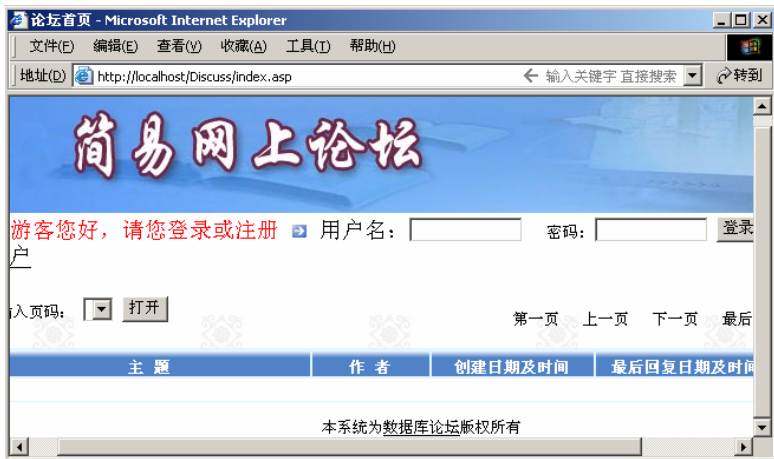 论坛首页 - Microsoft Internet Explorer
文件(F) 编辑(E) 查看(V) 收藏(A) 工具(T) 帮助(H)
地址(D) http://localhost/Discuss/index.asp 输入关键字 直接搜索 转到
简易网上论坛
游客您好，请您登录或注册 用户名： 密码： 登录
户
入页码： 打开 第一页 上一页 下一页 最后
主 题 作 者 创建日期及时间 最后回复日期及时间
本系统为数据库论坛版权所有